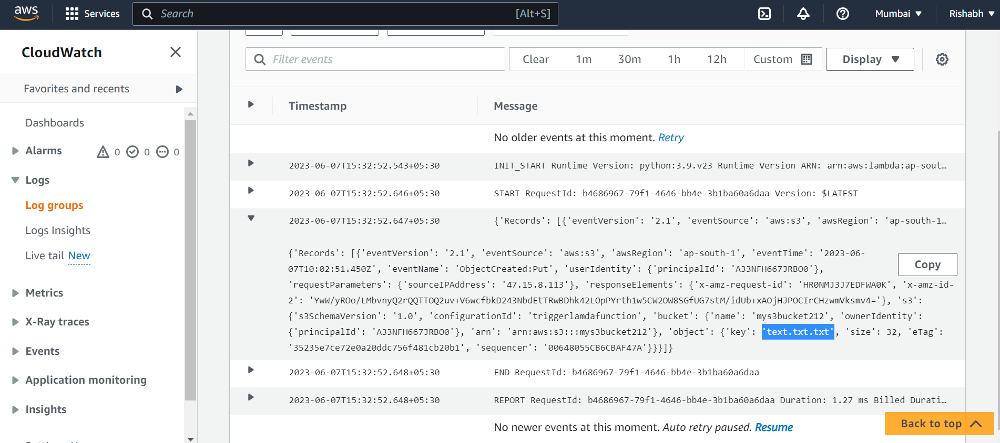 aws Services Search [Alt+S] Mumbai Rishabh
CloudWatch
Favorites and recents
Dashboards
Alarms 0 0 0
Logs
Log groups
Logs Insights
Live tail New
Metrics
X-Ray traces
Events
Application monitoring
Insights
Filter events Clear 1m 30m 1h 12h Custom Display
Timestamp Message
No older events at this moment. Retry
2023-06-07T15:32:52.543+05:30 INIT_START Runtime Version: python:3.9.v23 Runtime Version ARN: arn:aws:lambda:ap-sout…
2023-06-07T15:32:52.646+05:30 START RequestId: b4686967-79f1-4646-bb4e-3b1ba60a6daa Version: $LATEST
2023-06-07T15:32:52.647+05:30 {'Records': [{'eventVersion': '2.1', 'eventSource': 'aws:s3', 'awsRegion': 'ap-south-1…
{'Records': [{'eventVersion': '2.1', 'eventSource': 'aws:s3', 'awsRegion': 'ap-south-1', 'eventTime': '2023-06-
07T10:02:51.450Z', 'eventName': 'ObjectCreated:Put', 'userIdentity': {'principalId': 'A33NFH667JRBO0'},
'requestParameters': {'sourceIPAddress': '47.15.8.113'}, 'responseElements': {'x-amz-request-id': 'HR0NMJ3J7EDFWA0K', 'x-amz-id-
2': 'YwW/yROo/LMbvnyQ2rQQTTOQ2uv+V6wcfbkD243NbdEtTRwBDhk42LOpPYrth1w5CW2OW8SGfUG7stM/idUb+xAOjHJPOCIrCHzwmVksmv4='}, 's3':
{'s3SchemaVersion': '1.0', 'configurationId': 'triggerlamdafunction', 'bucket': {'name': 'mys3bucket212', 'ownerIdentity':
{'principalId': 'A33NFH667JRBO0'}, 'arn': 'arn:aws:s3:::mys3bucket212'}, 'object': {'key': 'text.txt.txt', 'size': 32, 'eTag':
'35235e7ce72e0a20ddc756f481cb20b1', 'sequencer': '00648055CB6CBAF47A'}}}]}
Copy
2023-06-07T15:32:52.648+05:30 END RequestId: b4686967-79f1-4646-bb4e-3b1ba60a6daa
2023-06-07T15:32:52.648+05:30 REPORT RequestId: b4686967-79f1-4646-bb4e-3b1ba60a6daa Duration: 1.27 ms Billed Durati…
No newer events at this moment. Auto retry paused. Resume
Back to top